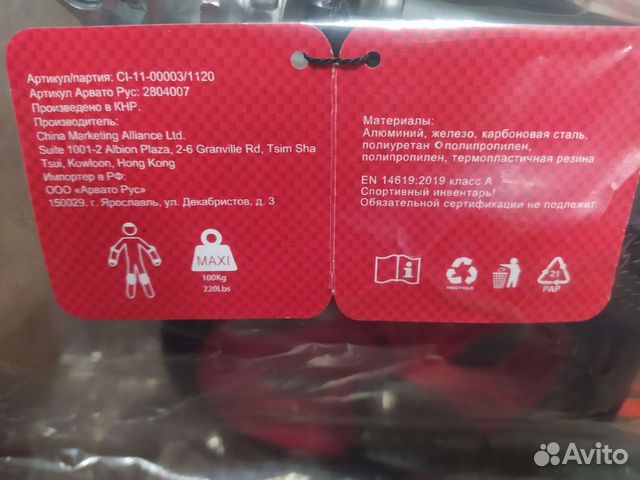 Артикул/партия: CI-11-00003/1120
Артикул Арвато Рус: 2804007
Произведено в КНР.
Производитель:
China Marketing Alliance Ltd.
Suite 1001-2 Albion Plaza, 2-6 Granville Rd, Tsim Sha
Tsui, Kowloon, Hong Kong
Импортер в РФ:
ООО «Арвато Рус»
150029, г. Ярославль, ул. Декабристов, д. 3
MAXI
100Kg
220Lbs
Материалы:
Алюминий, железо, карбоновая сталь,
полиуретан полипропилен,
полипропилен, термопластичная резина
EN 14619:2019 класс А
Спортивный инвентарь!
Обязательной сертификации не подлежит.
RECYCLE
21
PAP
Avito